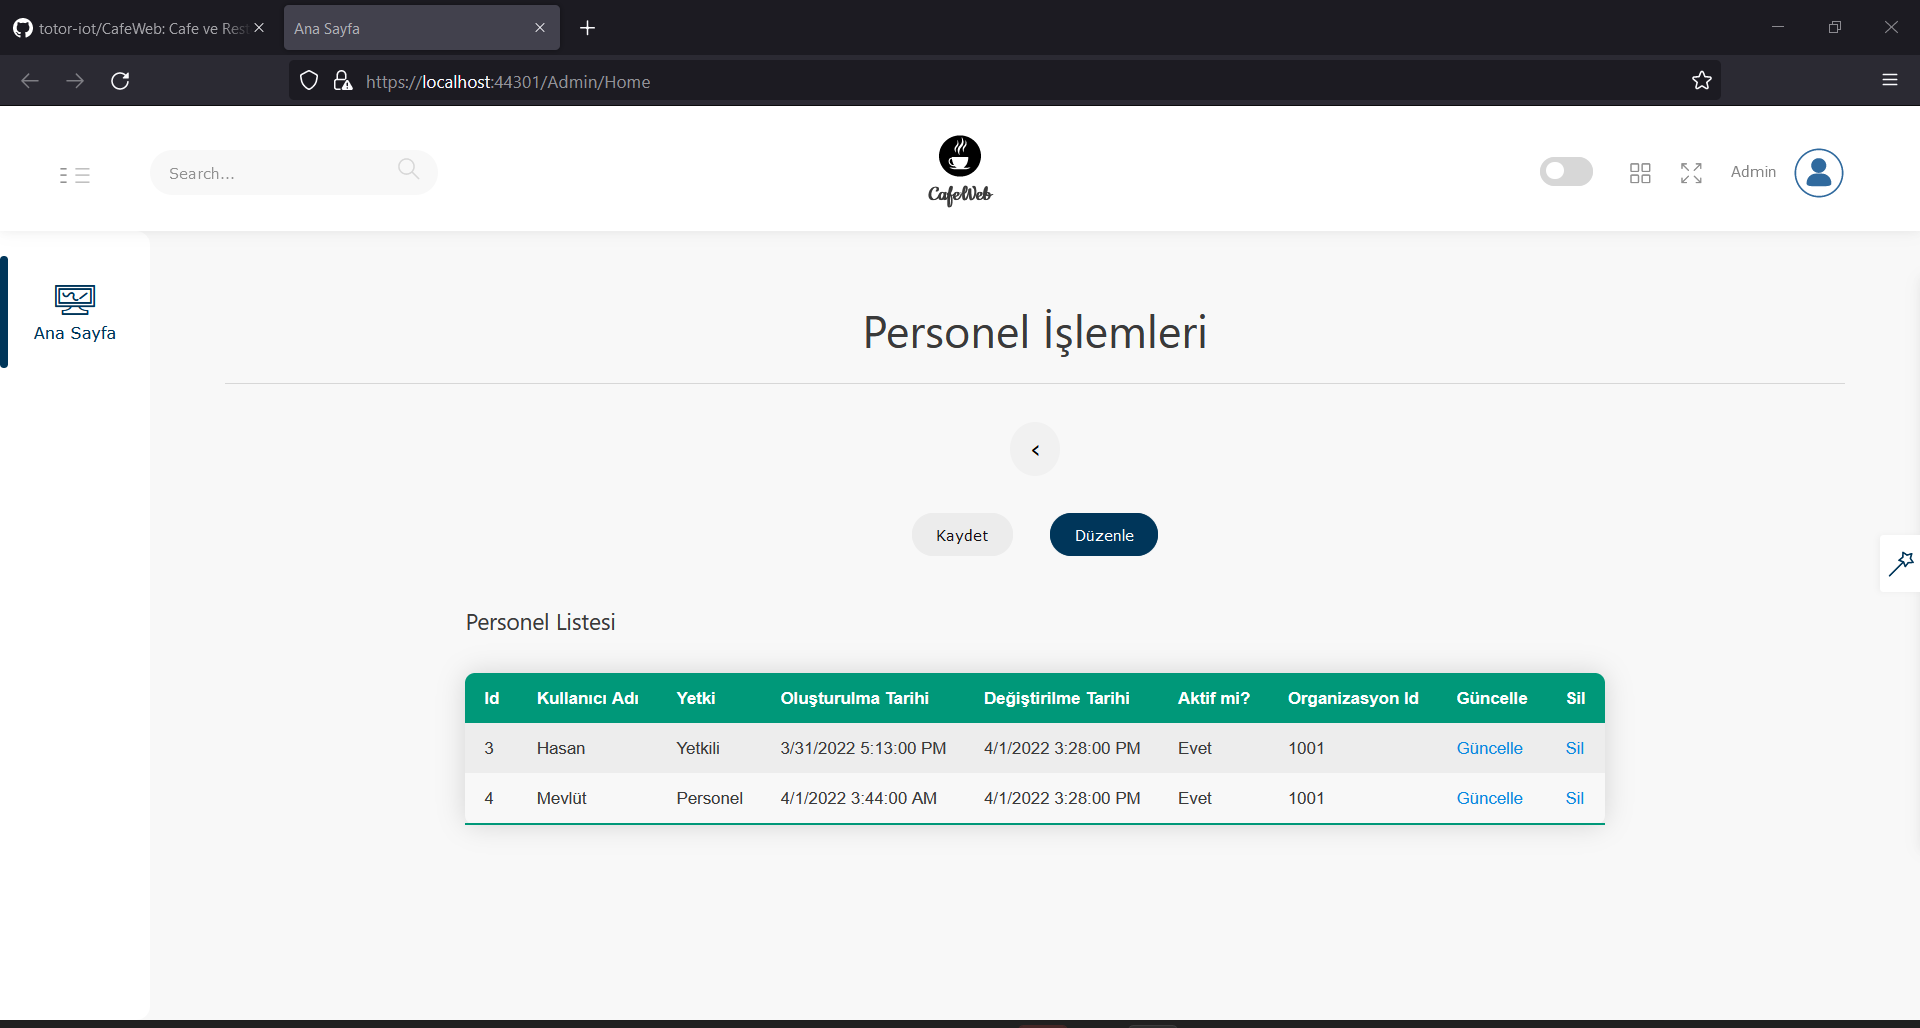 totor-iot/CafeWeb: Cafe ve Rest
Ana Sayfa
https://localhost:44301/Admin/Home
Search...
CafeWeb
Admin
Ana Sayfa
Personel İşlemleri
<
Kaydet Düzenle
Personel Listesi
Id Kullanıcı Adı Yetki Oluşturulma Tarihi Değiştirilme Tarihi Aktif mi? Organizasyon Id Güncelle Sil
3 Hasan Yetkili 3/31/2022 5:13:00 PM 4/1/2022 3:28:00 PM Evet 1001 Güncelle Sil
4 Mevlüt Personel 4/1/2022 3:44:00 AM 4/1/2022 3:28:00 PM Evet 1001 Güncelle Sil